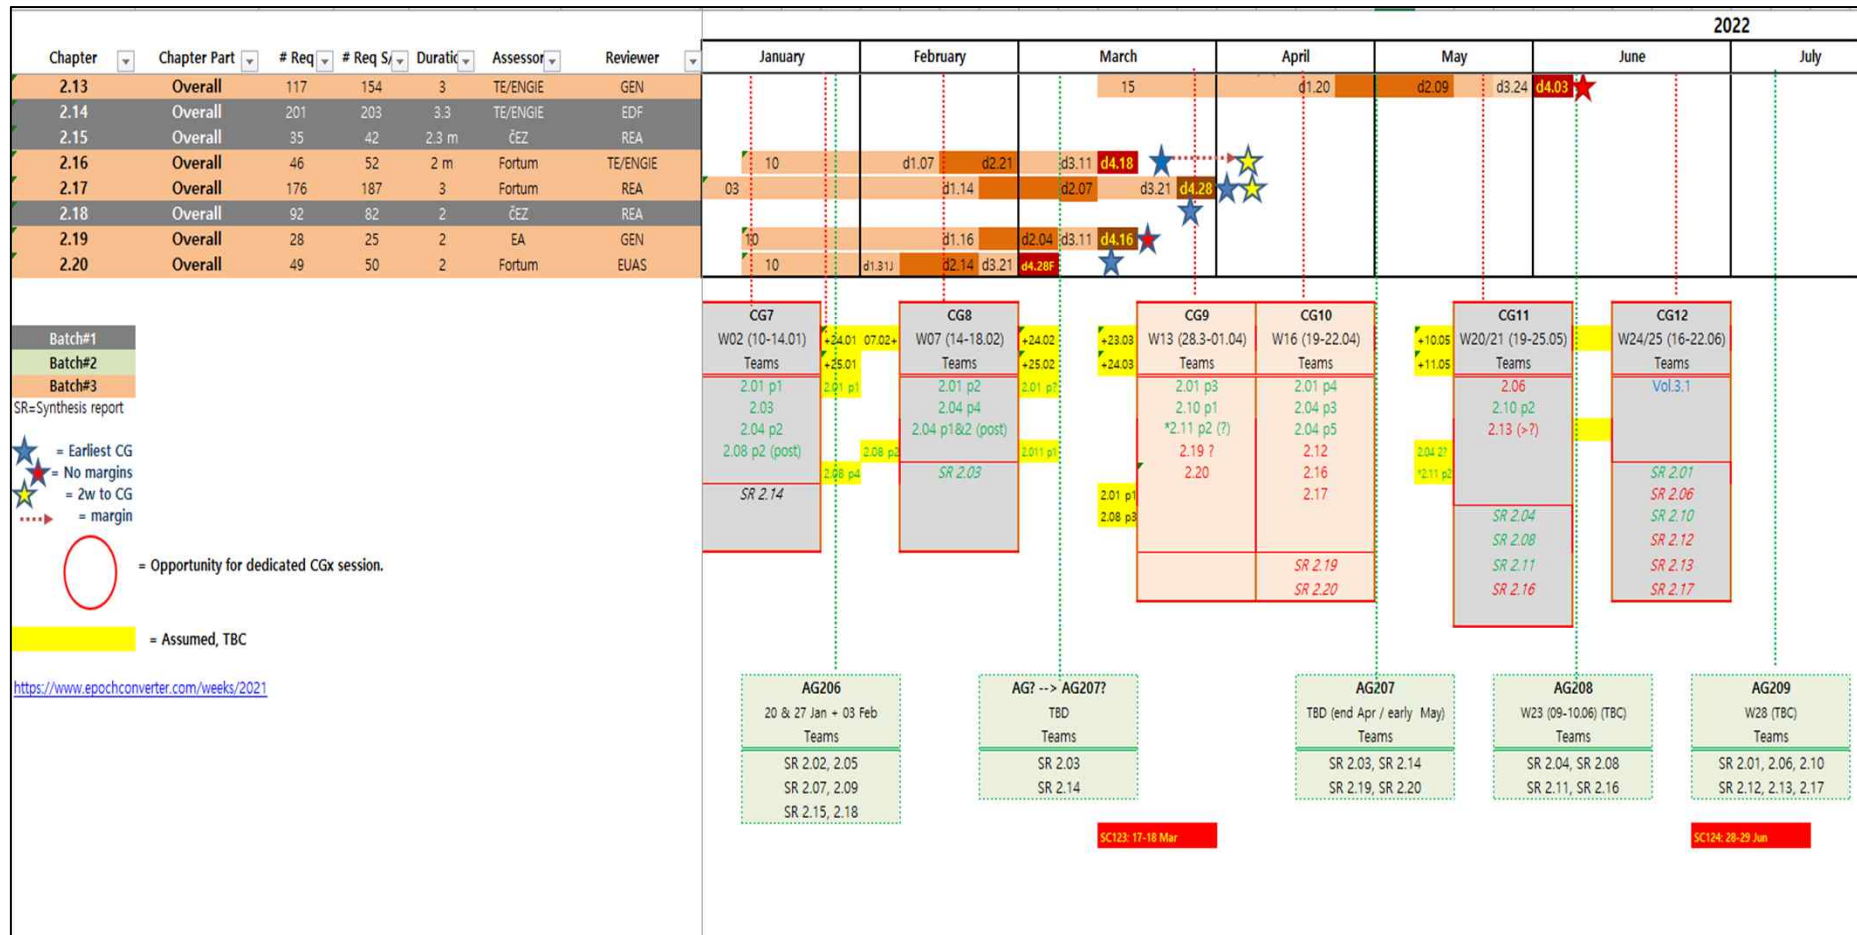 2022
Chapter Chapter Part # Req # Req S/ Duratic Assessor Reviewer January February March April May June July
2.13 Overall 117 154 3 TE/ENGIE GEN 15 d1.20 d2.09 d3.24 d4.03
2.14 Overall 201 203 3.3 TE/ENGIE EDF
2.15 Overall 35 42 2.3 m ČEZ REA
2.16 Overall 46 52 2 m Fortum TE/ENGIE 10 d1.07 d2.21 d3.11 d4.18
2.17 Overall 176 187 3 Fortum REA 03 d1.14 d2.07 d3.21 d4.28
2.18 Overall 92 82 2 ČEZ REA
2.19 Overall 28 25 2 EA GEN 10 d1.16 d2.04 d3.11 d4.16
2.20 Overall 49 50 2 Fortum EUAS 10 d1.31J d2.14 d3.21 d4.28F
CG7 CG8 CG9 CG10 CG11 CG12
Batch#1 W02 (10-14.01) +24.01 07.02+ W07 (14-18.02) +24.02 +23.03 W13 (28.3-01.04) W16 (19-22.04) +10.05 W20/21 (19-25.05) W24/25 (16-22.06)
Batch#2 Teams +25.01 Teams +25.02 +24.03 Teams Teams +11.05 Teams Teams
Batch#3 2.01 p1 2.01 p1 2.01 p2 2.01 p? 2.01 p3 2.01 p4 2.06 Vol.3.1
SR=Synthesis report 2.03 2.04 p4 2.10 p1 2.04 p3 2.10 p2
2.04 p2 2.04 p1&2 (post) *2.11 p2 (?) 2.04 p5 2.13 (>?)
= Earliest CG 2.08 p2 (post) 2.08 p2 2.011 p1 2.19 ? 2.12 2.04 2?
= No margins 2.08 p4 SR 2.03 2.20 2.16 *2.11 p2 SR 2.01
= 2w to CG SR 2.14 2.01 p1 2.17 SR 2.06
= margin 2.08 p3 SR 2.04 SR 2.10
SR 2.08 SR 2.12
= Opportunity for dedicated CGx session. SR 2.19 SR 2.11 SR 2.13
SR 2.20 SR 2.16 SR 2.17
= Assumed, TBC
https://www.epochconverter.com/weeks/2021 AG206 AG? --> AG207? AG207 AG208 AG209
20 & 27 Jan + 03 Feb TBD TBD (end Apr / early May) W23 (09-10.06) (TBC) W28 (TBC)
Teams Teams Teams Teams Teams
SR 2.02, 2.05 SR 2.03 SR 2.03, SR 2.14 SR 2.04, SR 2.08 SR 2.01, 2.06, 2.10
SR 2.07, 2.09 SR 2.14 SR 2.19, SR 2.20 SR 2.11, SR 2.16 SR 2.12, 2.13, 2.17
SR 2.15, 2.18
SC123: 17-18 Mar SC124: 28-29 Jun